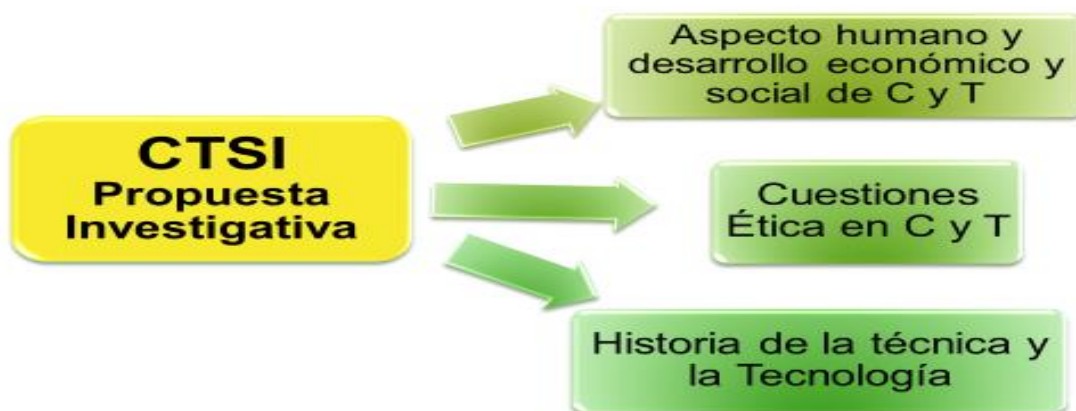 CTSI
Propuesta
Investigativa
Aspecto humano y
desarrollo económico y
social de C y T
Cuestiones
Ética en C y T
Historia de la técnica y
la Tecnología